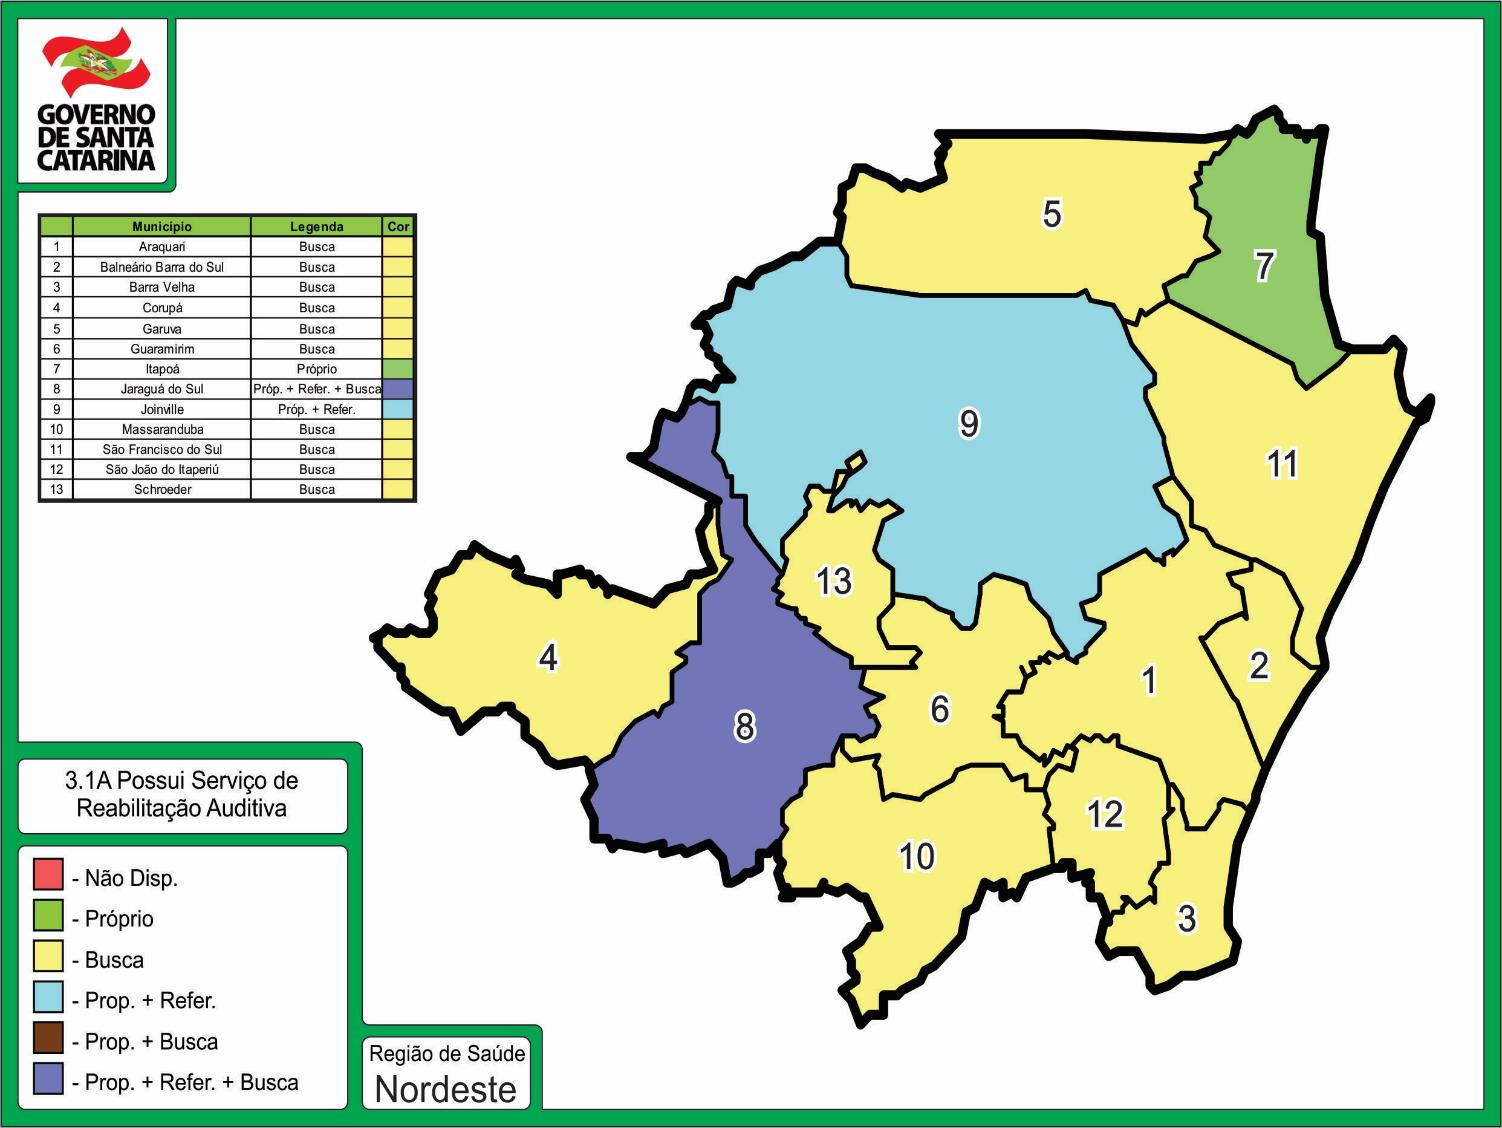 GOVERNO
DE SANTA
CATARINA
Município Legenda Cor
1 Araquari Busca
2 Balneário Barra do Sul Busca
3 Barra Velha Busca
4 Corupá Busca
5 Garuva Busca
6 Guaramirim Busca
7 Itapoá Próprio
8 Jaraguá do Sul Próp. + Refer. + Busca
9 Joinville Próp. + Refer.
10 Massaranduba Busca
11 São Francisco do Sul Busca
12 São João do Itaperiú Busca
13 Schroeder Busca
5
7
9
11
13
4
2
1
6
8
12
10
3
3.1A Possui Serviço de
Reabilitação Auditiva
- Não Disp.
- Próprio
- Busca
- Prop. + Refer.
- Prop. + Busca
- Prop. + Refer. + Busca
Região de Saúde
Nordeste